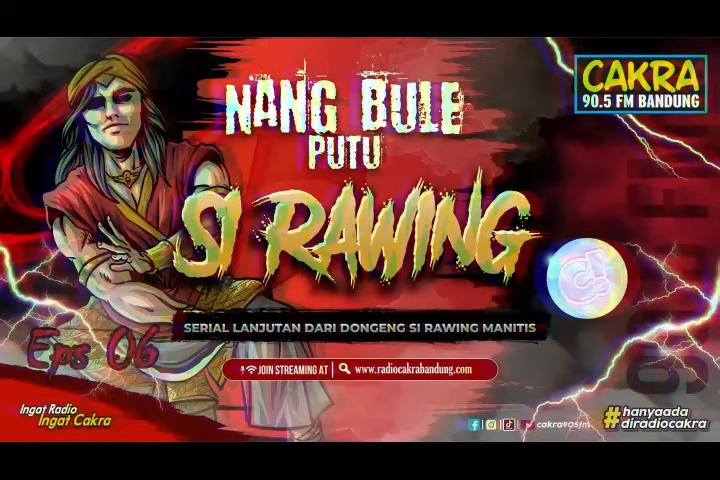 NANG BULE
PUTU
SI RAWING
SERIAL LANJUTAN DARI DONGENG SI RAWING MANITIS
Eps 06
JOIN STREAMING AT | www.radiocakrabandung.com
CAKRA
90.5 FM BANDUNG
c!
Ingat Radio
Ingat Cakra
cakra905fm
#hanyaada
diradiocakra